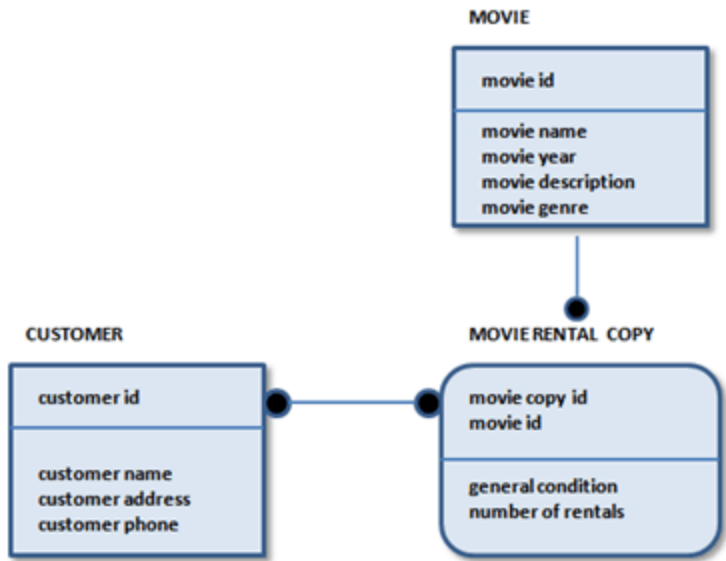 MOVIE
movie id
movie name
movie year
movie description
movie genre
CUSTOMER
customer id
customer name
customer address
customer phone
MOVIE RENTAL COPY
movie copy id
movie id
general condition
number of rentals